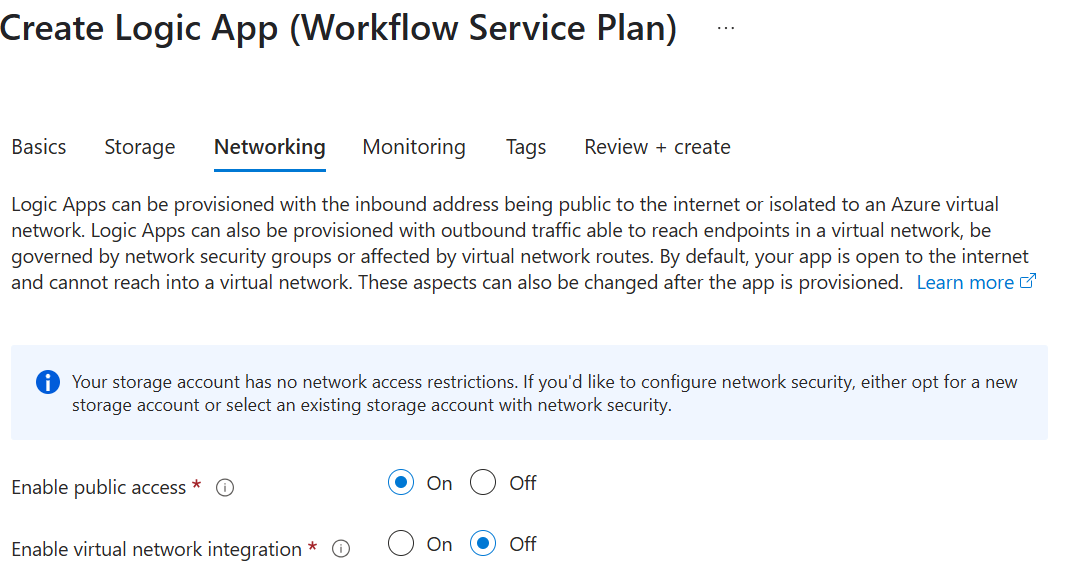 Create Logic App (Workflow Service Plan) ...
Basics Storage Networking Monitoring Tags Review + create
Logic Apps can be provisioned with the inbound address being public to the internet or isolated to an Azure virtual
network. Logic Apps can also be provisioned with outbound traffic able to reach endpoints in a virtual network, be
governed by network security groups or affected by virtual network routes. By default, your app is open to the internet
and cannot reach into a virtual network. These aspects can also be changed after the app is provisioned. Learn more
Your storage account has no network access restrictions. If you'd like to configure network security, either opt for a new
storage account or select an existing storage account with network security.
Enable public access * On Off
Enable virtual network integration * On Off